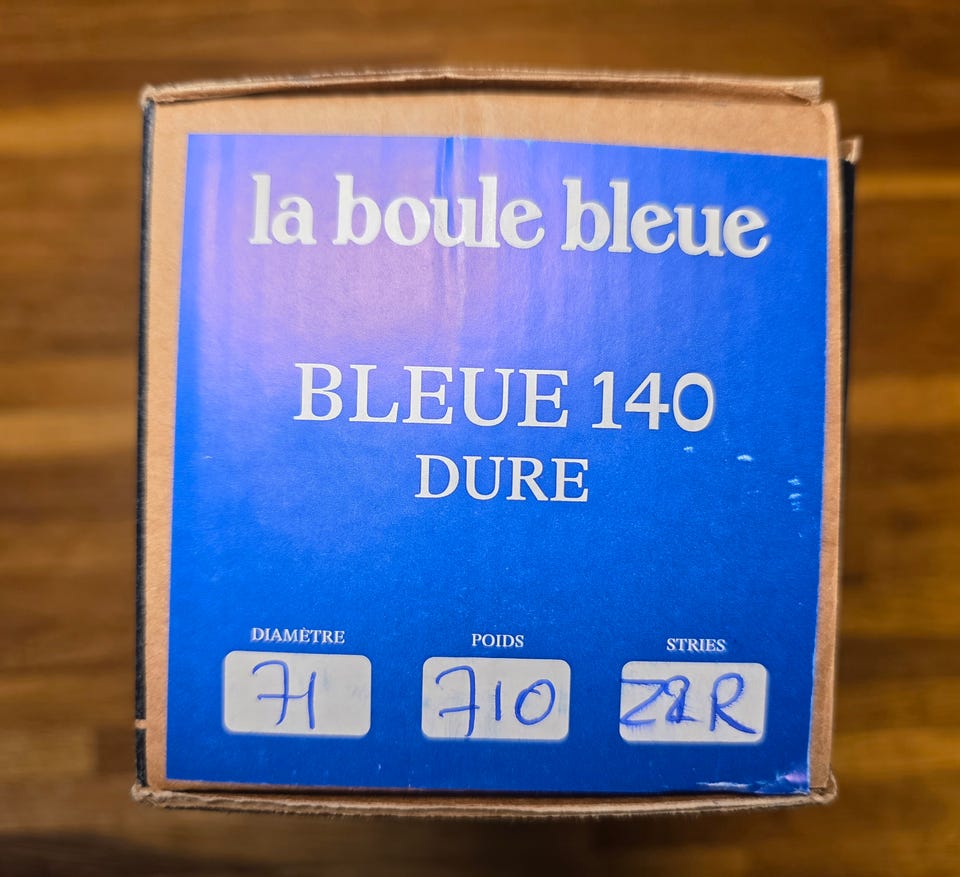 la boule bleue
BLEUE 140
DURE
DIAMÈTRE POIDS STRIES
71 710